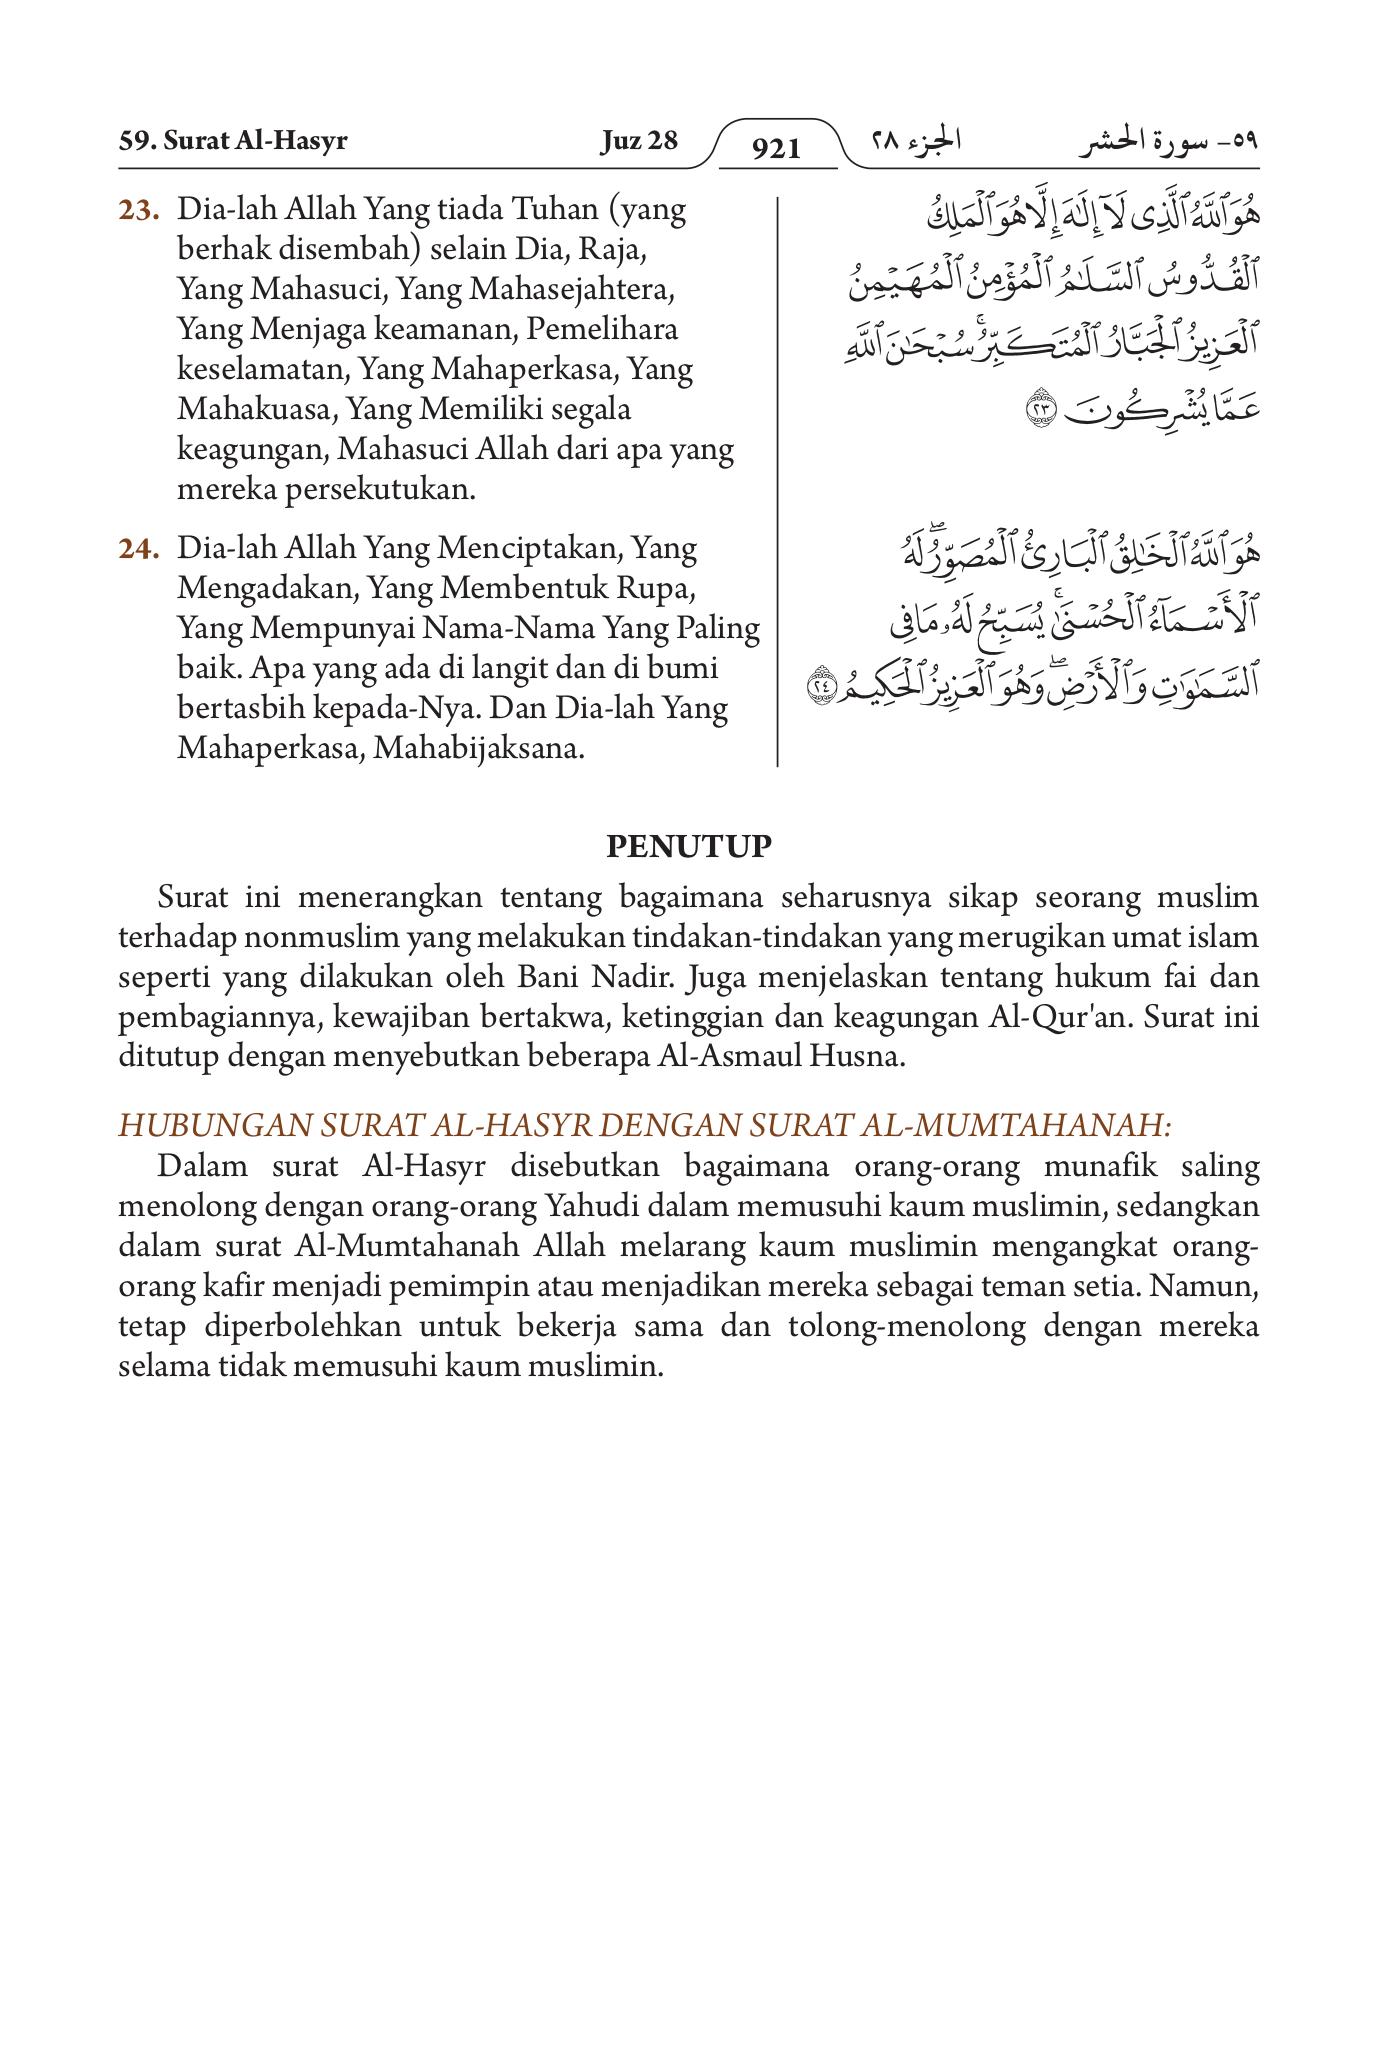 59. Surat Al-Hasyr Juz 28 921 الجزء ٢٨ ٥٩- سورة الحشر
23. Dia-lah Allah Yang tiada Tuhan (yang
berhak disembah) selain Dia, Raja,
Yang Mahasuci, Yang Mahasejahtera,
Yang Menjaga keamanan, Pemelihara
keselamatan, Yang Mahaperkasa, Yang
Mahakuasa, Yang Memiliki segala
keagungan, Mahasuci Allah dari apa yang
mereka persekutukan.
هُوَ ٱللَّهُ ٱلَّذِى لَآ إِلَٰهَ إِلَّا هُوَ ٱلْمَلِكُ
ٱلْقُدُّوسُ ٱلسَّلَٰمُ ٱلْمُؤْمِنُ ٱلْمُهَيْمِنُ
ٱلْعَزِيزُ ٱلْجَبَّارُ ٱلْمُتَكَبِّرُ ۚ سُبْحَٰنَ ٱللَّهِ
عَمَّا يُشْرِكُونَ ٢٣
24. Dia-lah Allah Yang Menciptakan, Yang
Mengadakan, Yang Membentuk Rupa,
Yang Mempunyai Nama-Nama Yang Paling
baik. Apa yang ada di langit dan di bumi
bertasbih kepada-Nya. Dan Dia-lah Yang
Mahaperkasa, Mahabijaksana.
هُوَ ٱللَّهُ ٱلْخَٰلِقُ ٱلْبَارِئُ ٱلْمُصَوِّرُ ۖ لَهُ
ٱلْأَسْمَآءُ ٱلْحُسْنَىٰ ۚ يُسَبِّحُ لَهُۥ مَا فِى
ٱلسَّمَٰوَٰتِ وَٱلْأَرْضِ ۖ وَهُوَ ٱلْعَزِيزُ ٱلْحَكِيمُ ٢٤
PENUTUP
Surat ini menerangkan tentang bagaimana seharusnya sikap seorang muslim
terhadap nonmuslim yang melakukan tindakan-tindakan yang merugikan umat islam
seperti yang dilakukan oleh Bani Nadir. Juga menjelaskan tentang hukum fai dan
pembagiannya, kewajiban bertakwa, ketinggian dan keagungan Al-Qur'an. Surat ini
ditutup dengan menyebutkan beberapa Al-Asmaul Husna.
HUBUNGAN SURAT AL-HASYR DENGAN SURAT AL-MUMTAHANAH:
Dalam surat Al-Hasyr disebutkan bagaimana orang-orang munafik saling
menolong dengan orang-orang Yahudi dalam memusuhi kaum muslimin, sedangkan
dalam surat Al-Mumtahanah Allah melarang kaum muslimin mengangkat orang-
orang kafir menjadi pemimpin atau menjadikan mereka sebagai teman setia. Namun,
tetap diperbolehkan untuk bekerja sama dan tolong-menolong dengan mereka
selama tidak memusuhi kaum muslimin.